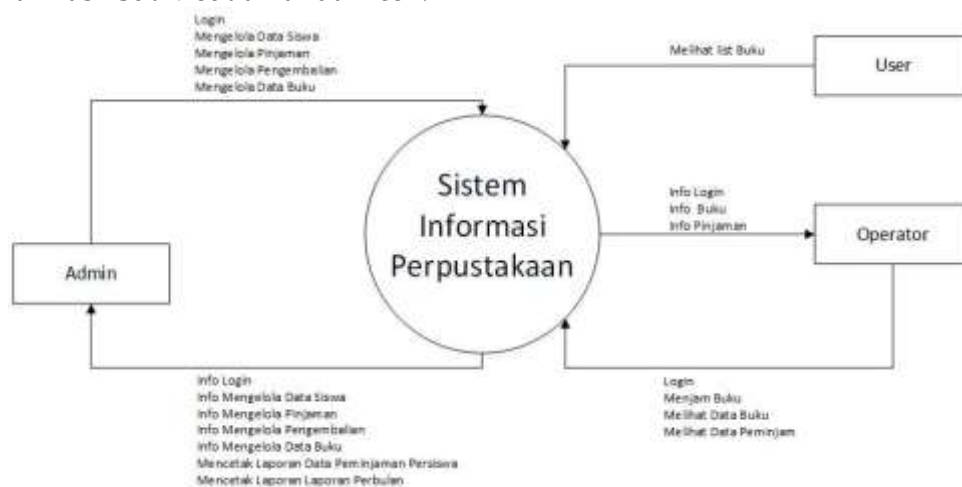 Login
Mengelola Data Siswa
Mengelola Pinjaman
Mengelola Pengembalian
Mengelola Data Buku
Melihat list Buku
User
Sistem
Informasi
Perpustakaan
Info Login
Info Buku
Info Pinjaman
Operator
Admin
Info Login
Info Mengelola Data Siswa
Info Mengelola Pinjaman
Info Mengelola Pengembalian
Info Mengelola Data Buku
Mencetak Laporan Data Peminjaman Persiswa
Mencetak Laporan Laporan Perbulan
Login
Menjam Buku
Melihat Data Buku
Melihat Data Peminjam